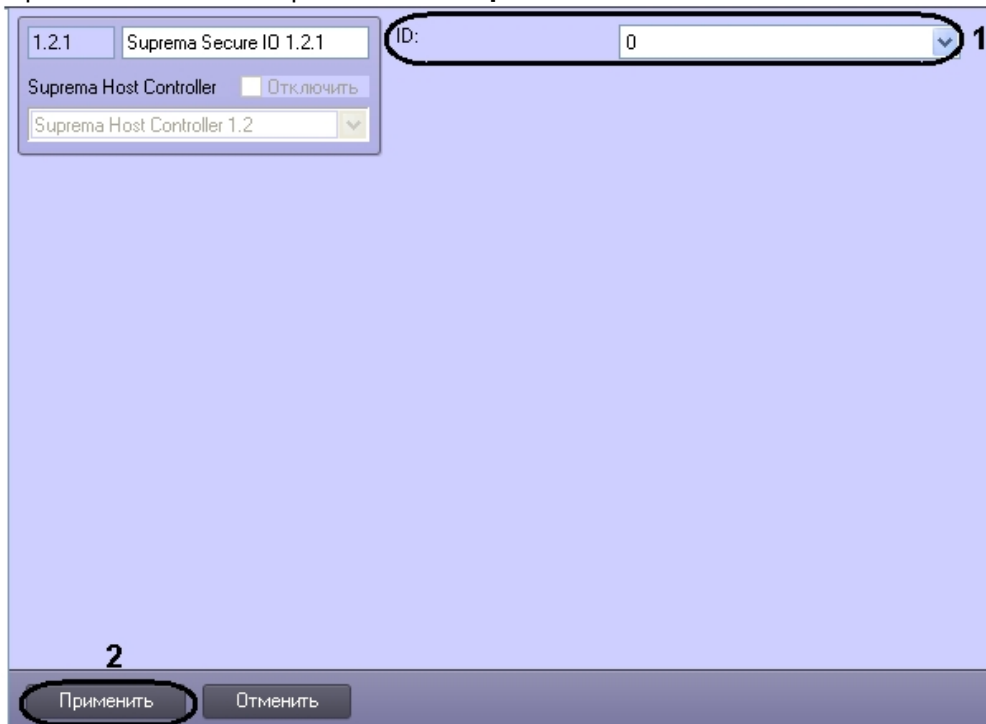 1.2.1 Suprema Secure IO 1.2.1
ID: 0 1
Suprema Host Controller Отключить
Suprema Host Controller 1.2
2
Применить Отменить